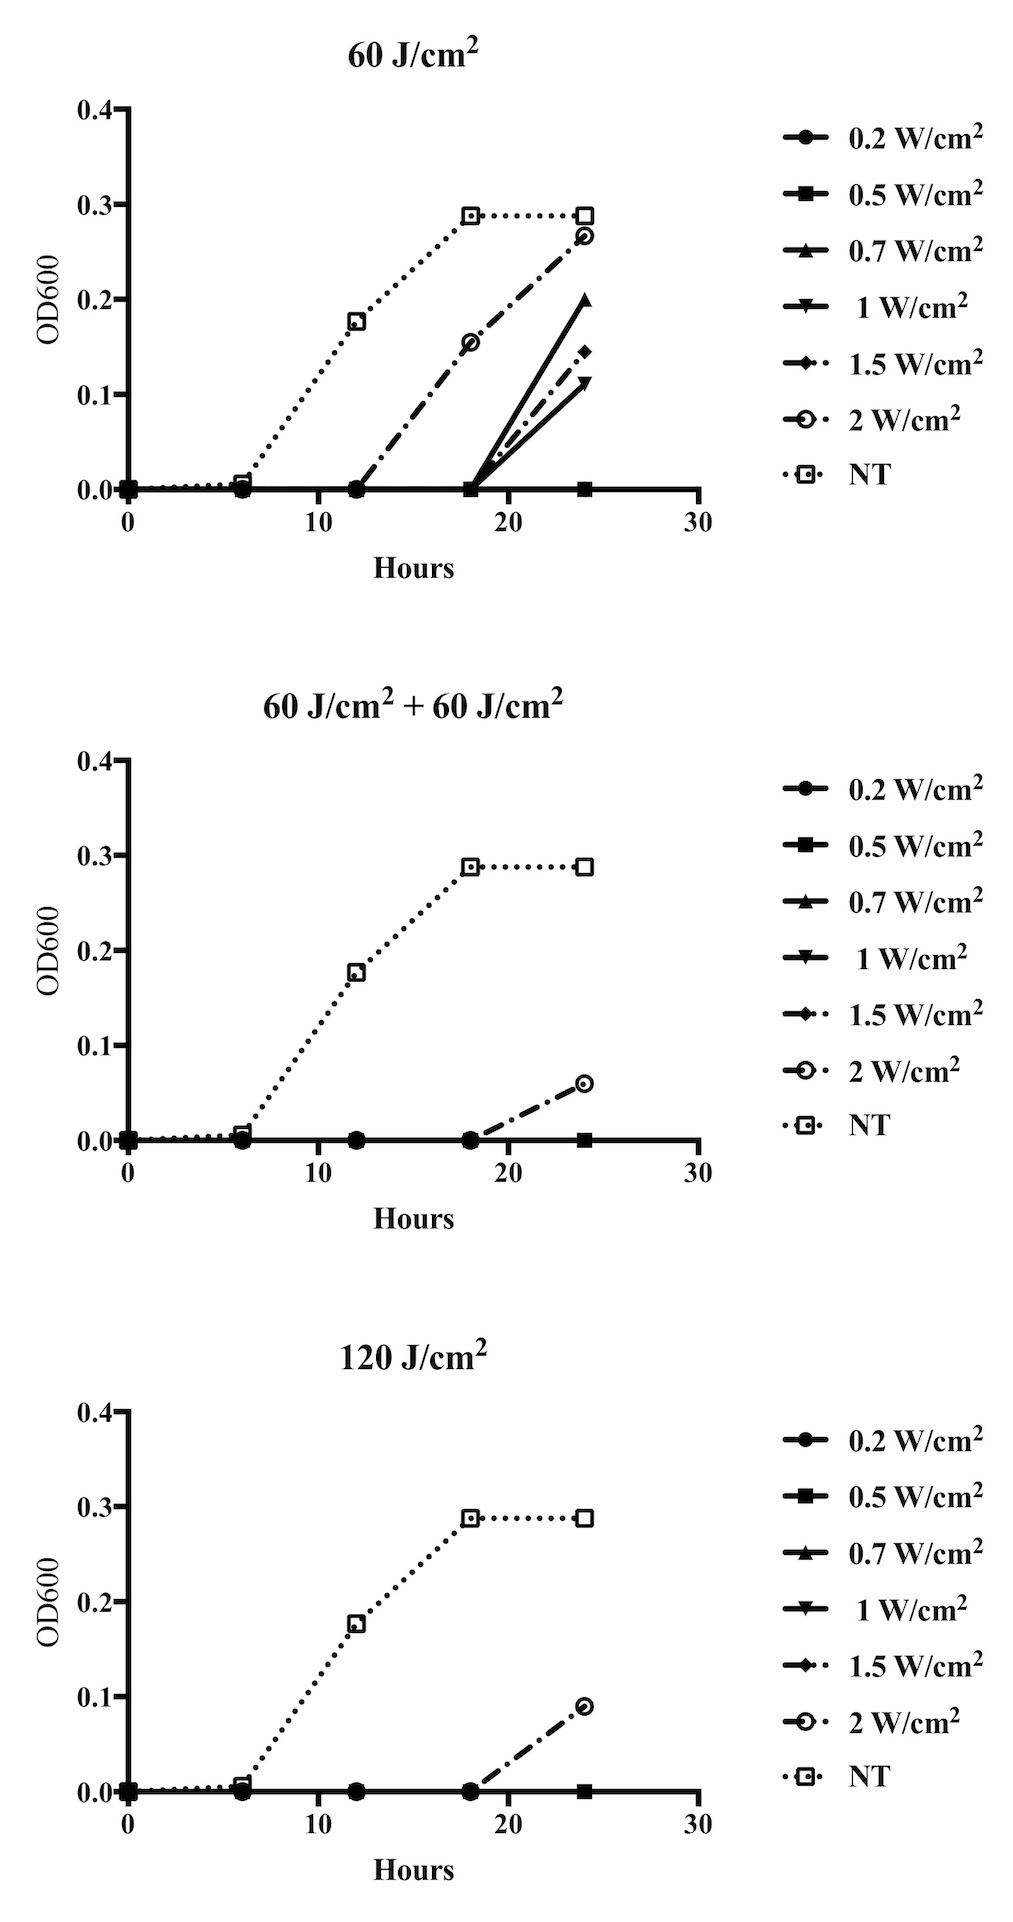 60 J/cm²
0.4
0.3
0.2
0.1
0.0
OD600
0 10 20 30
Hours
0.2 W/cm²
0.5 W/cm²
0.7 W/cm²
1 W/cm²
1.5 W/cm²
2 W/cm²
NT
60 J/cm² + 60 J/cm²
0.4
0.3
0.2
0.1
0.0
OD600
0 10 20 30
Hours
0.2 W/cm²
0.5 W/cm²
0.7 W/cm²
1 W/cm²
1.5 W/cm²
2 W/cm²
NT
120 J/cm²
0.4
0.3
0.2
0.1
0.0
OD600
0 10 20 30
Hours
0.2 W/cm²
0.5 W/cm²
0.7 W/cm²
1 W/cm²
1.5 W/cm²
2 W/cm²
NT